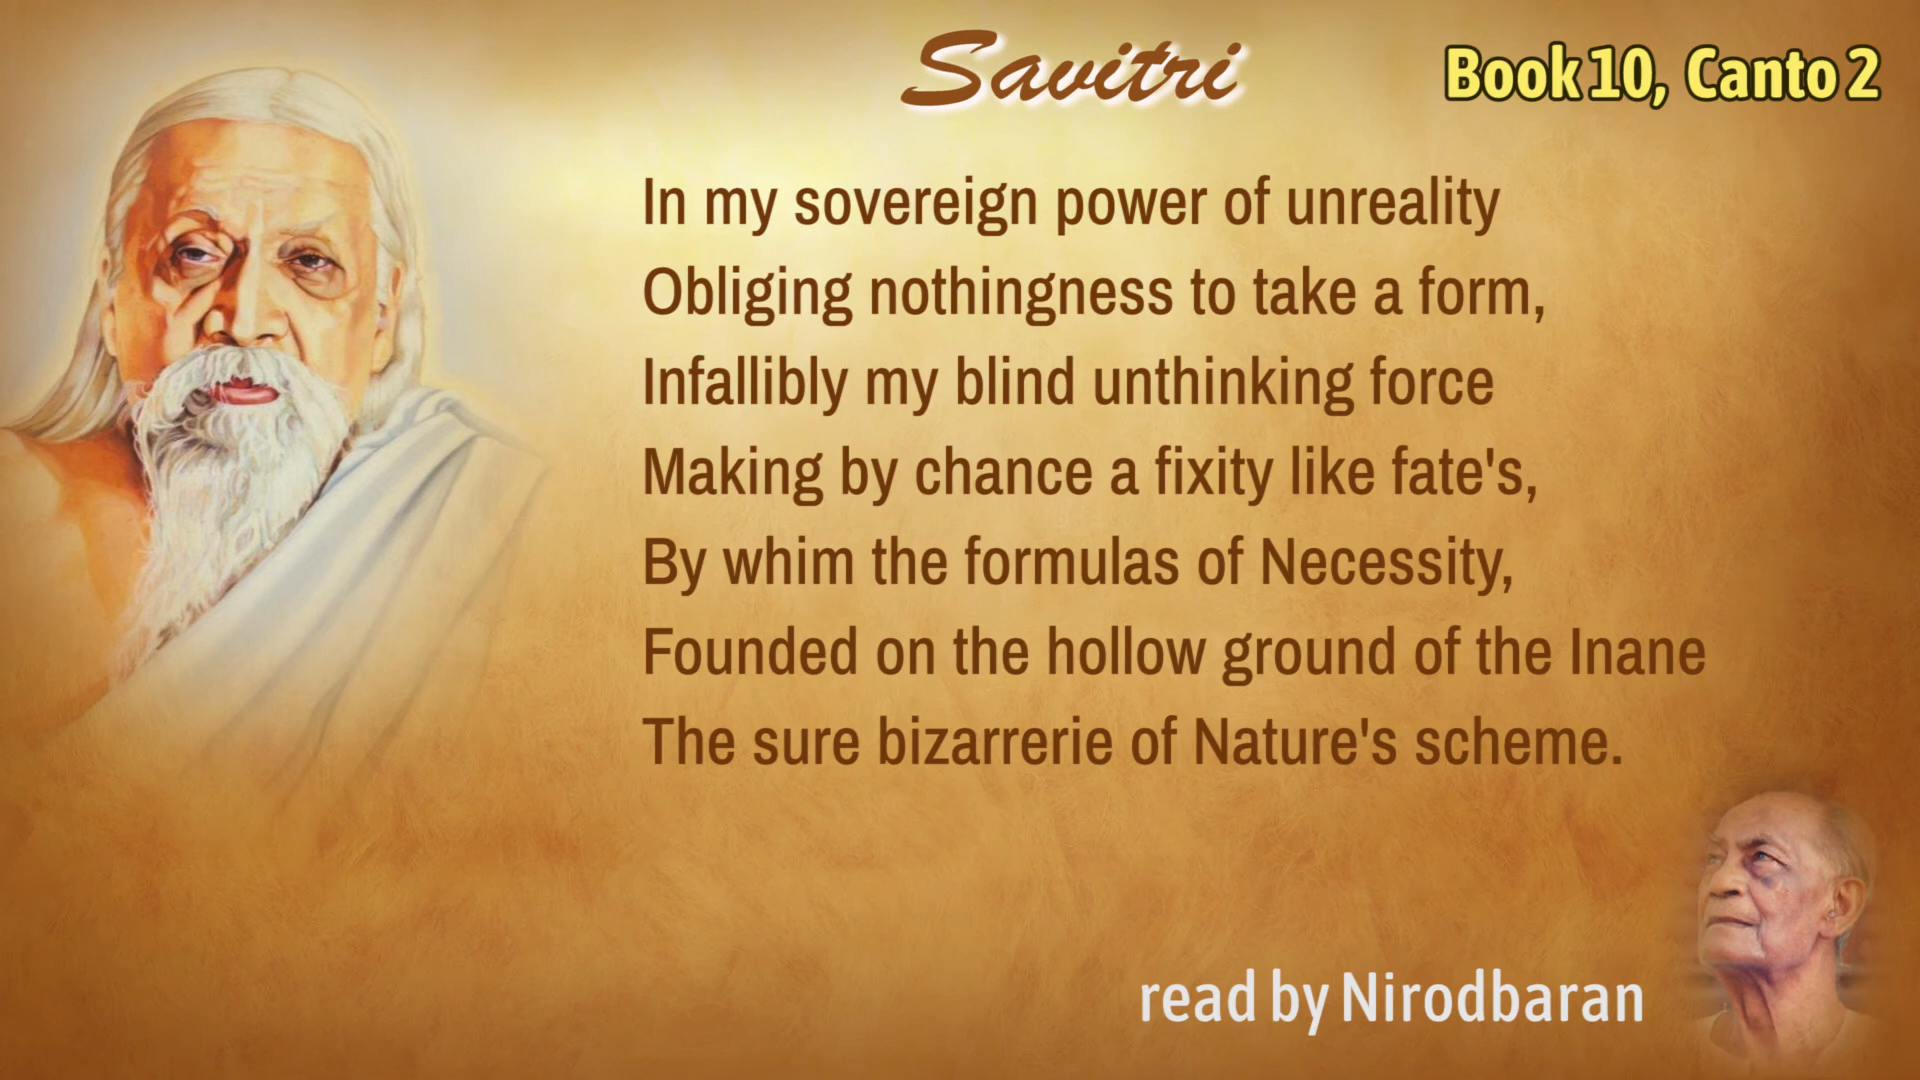 Savitri
Book 10, Canto 2
In my sovereign power of unreality
Obliging nothingness to take a form,
Infallibly my blind unthinking force
Making by chance a fixity like fate's,
By whim the formulas of Necessity,
Founded on the hollow ground of the Inane
The sure bizarrerie of Nature's scheme.
read by Nirodbaran